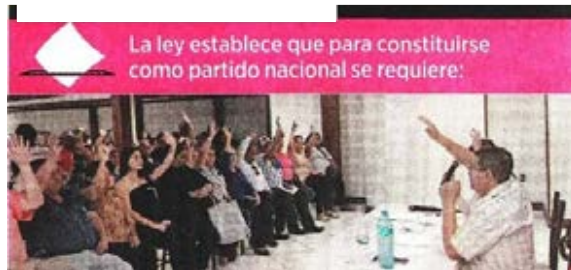 La ley establece que para constituirse
como partido nacional se requiere: